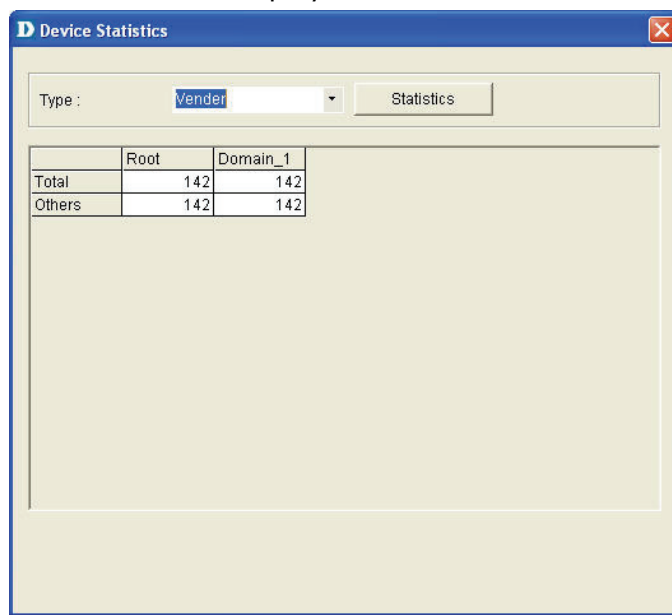 D Device Statistics
Type : Vender Statistics
Root Domain_1
Total 142 142
Others 142 142